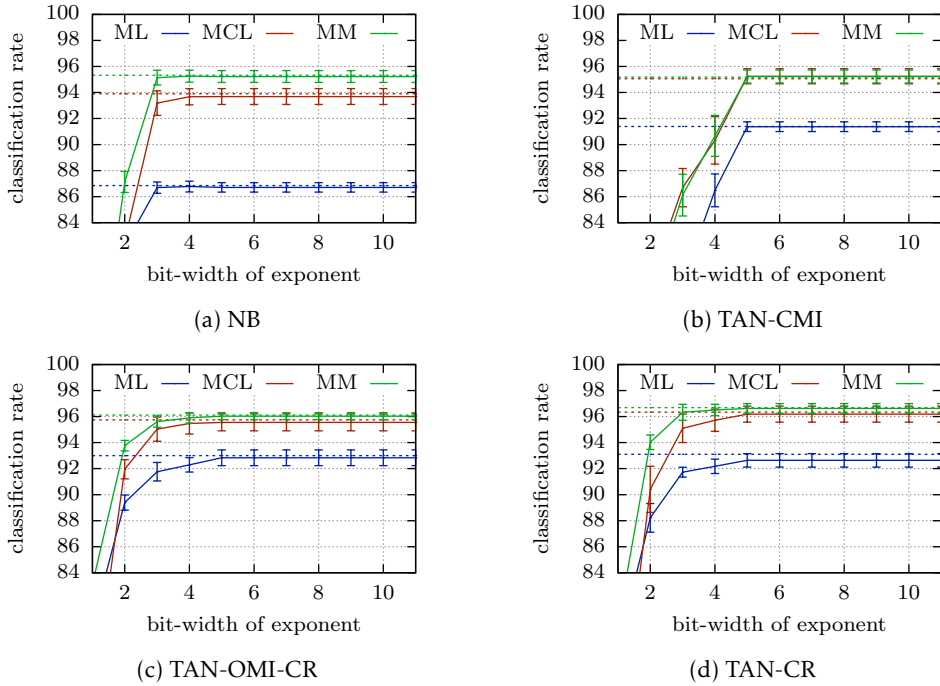 100
98
96
94
92
90
88
86
84
classification rate
ML MCL MM
2 4 6 8 10
bit-width of exponent
(a) NB
100
98
96
94
92
90
88
86
84
classification rate
ML MCL MM
2 4 6 8 10
bit-width of exponent
(b) TAN-CMI
100
98
96
94
92
90
88
86
84
classification rate
ML MCL MM
2 4 6 8 10
bit-width of exponent
(c) TAN-OMI-CR
100
98
96
94
92
90
88
86
84
classification rate
ML MCL MM
2 4 6 8 10
bit-width of exponent
(d) TAN-CR